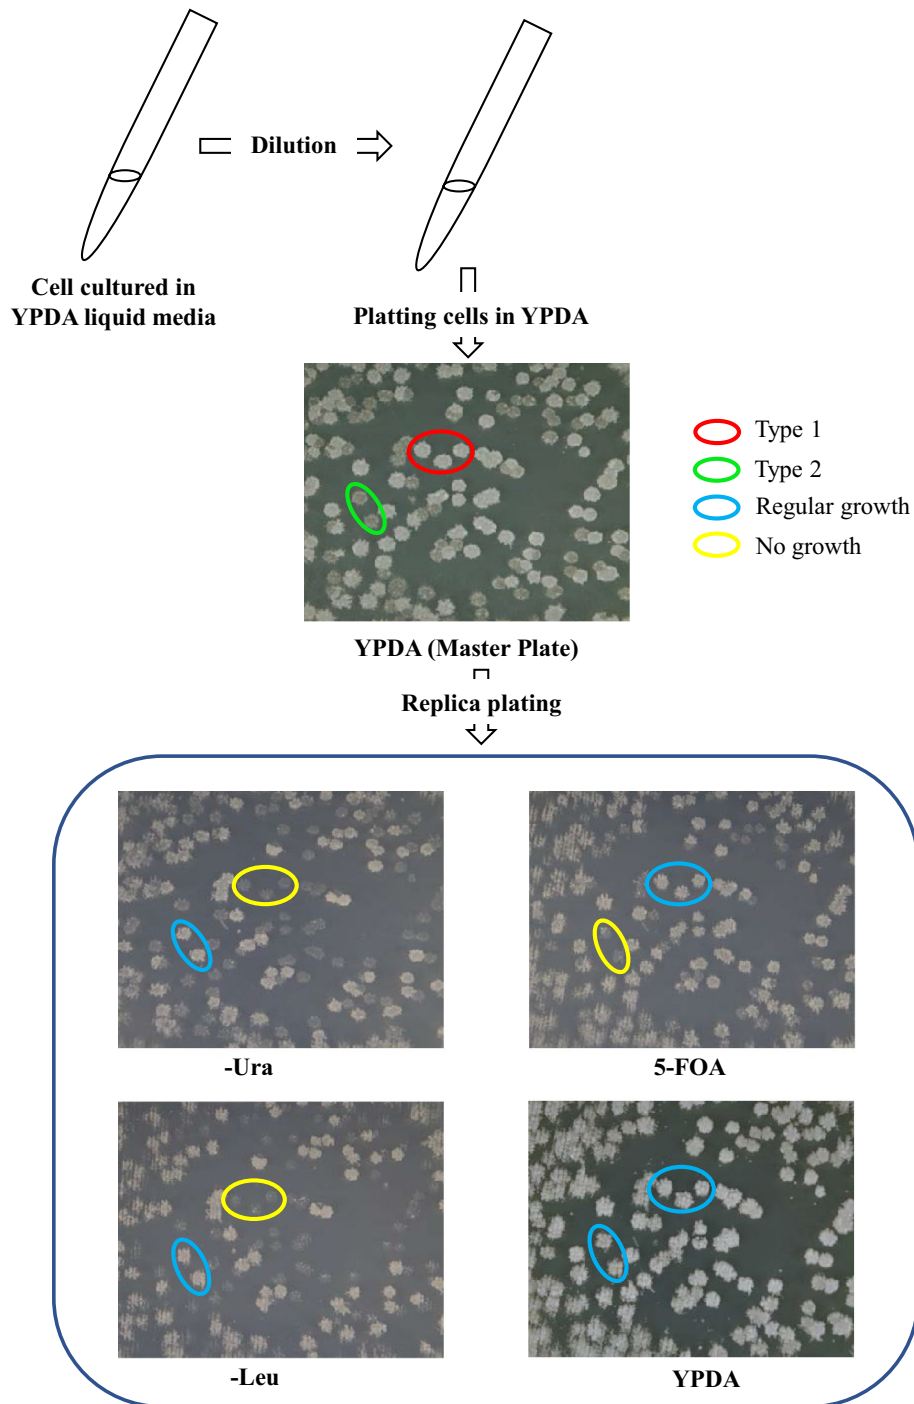 Dilution
Cell cultured in
YPDA liquid media
Platting cells in YPDA
Type 1
Type 2
Regular growth
No growth
YPDA (Master Plate)
Replica plating
-Ura
5-FOA
-Leu
YPDA